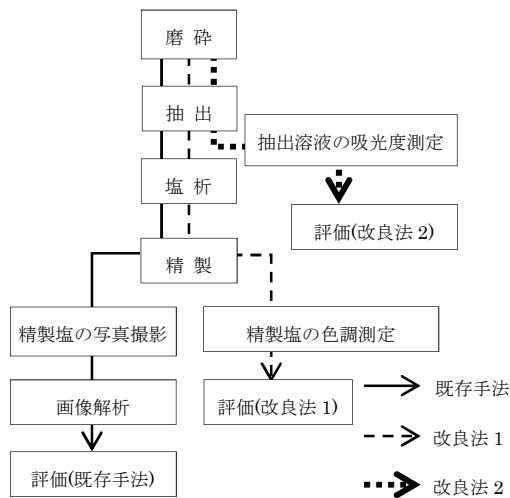 磨 砕
抽 出
抽出溶液の吸光度測定
塩 析
評価(改良法 2)
精 製
精製塩の写真撮影
精製塩の色調測定
画像解析
評価(改良法 1)
既存手法
改良法 1
評価(既存手法)
改良法 2